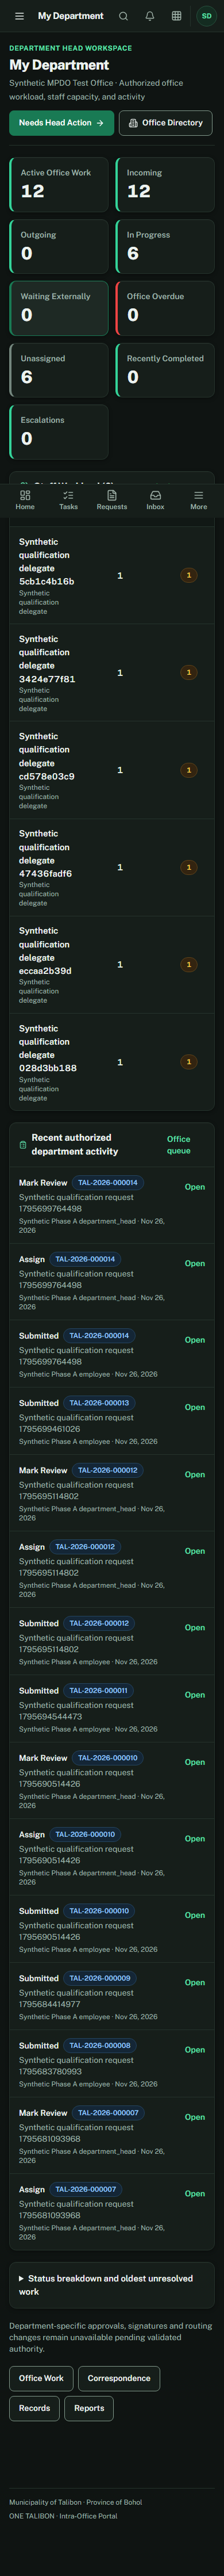 My Department
SD
DEPARTMENT HEAD WORKSPACE
My Department
Synthetic MPDO Test Office · Authorized office
workload, staff capacity, and activity
Needs Head Action →
Office Directory
Active Office Work
12
Incoming
12
Outgoing
0
In Progress
6
Waiting Externally
0
Office Overdue
0
Unassigned
6
Recently Completed
0
Escalations
0
Home
Tasks
Requests
Inbox
More
Synthetic
qualification
delegate
5cb1c4b16b
Synthetic
qualification
delegate
1
1
Synthetic
qualification
delegate
3424e77f81
Synthetic
qualification
delegate
1
1
Synthetic
qualification
delegate
cd578e03c9
Synthetic
qualification
delegate
1
1
Synthetic
qualification
delegate
47436fadf6
Synthetic
qualification
delegate
1
1
Synthetic
qualification
delegate
eccaa2b39d
Synthetic
qualification
delegate
1
1
Synthetic
qualification
delegate
028d3bb188
Synthetic
qualification
delegate
1
1
Recent authorized
department activity
Office
queue
Mark Review TAL-2026-000014
Open
Synthetic qualification request
1795699764498
Synthetic Phase A department_head · Nov 26,
2026
Assign TAL-2026-000014
Open
Synthetic qualification request
1795699764498
Synthetic Phase A department_head · Nov 26,
2026
Submitted TAL-2026-000014
Open
Synthetic qualification request
1795699764498
Synthetic Phase A employee · Nov 26, 2026
Submitted TAL-2026-000013
Open
Synthetic qualification request
1795699461026
Synthetic Phase A employee · Nov 26, 2026
Mark Review TAL-2026-000012
Open
Synthetic qualification request
1795695114802
Synthetic Phase A department_head · Nov 26,
2026
Assign TAL-2026-000012
Open
Synthetic qualification request
1795695114802
Synthetic Phase A department_head · Nov 26,
2026
Submitted TAL-2026-000012
Open
Synthetic qualification request
1795695114802
Synthetic Phase A employee · Nov 26, 2026
Submitted TAL-2026-000011
Open
Synthetic qualification request
1795694544473
Synthetic Phase A employee · Nov 26, 2026
Mark Review TAL-2026-000010
Open
Synthetic qualification request
1795690514426
Synthetic Phase A department_head · Nov 26,
2026
Assign TAL-2026-000010
Open
Synthetic qualification request
1795690514426
Synthetic Phase A department_head · Nov 26,
2026
Submitted TAL-2026-000010
Open
Synthetic qualification request
1795690514426
Synthetic Phase A employee · Nov 26, 2026
Submitted TAL-2026-000009
Open
Synthetic qualification request
1795684414977
Synthetic Phase A employee · Nov 26, 2026
Submitted TAL-2026-000008
Open
Synthetic qualification request
1795683780993
Synthetic Phase A employee · Nov 26, 2026
Mark Review TAL-2026-000007
Open
Synthetic qualification request
1795681093968
Synthetic Phase A department_head · Nov 26,
2026
Assign TAL-2026-000007
Open
Synthetic qualification request
1795681093968
Synthetic Phase A department_head · Nov 26,
2026
▶ Status breakdown and oldest unresolved
work
Department-specific approvals, signatures and routing
changes remain unavailable pending validated
authority.
Office Work
Correspondence
Records
Reports
Municipality of Talibon · Province of Bohol
ONE TALIBON · Intra-Office Portal